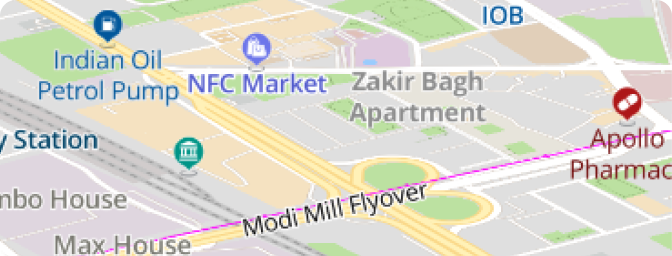 IOB
Indian Oil
Petrol Pump
NFC Market
Zakir Bagh
Apartment
y Station
Apollo
Pharmac
mbo House
Modi Mill Flyover
Max House